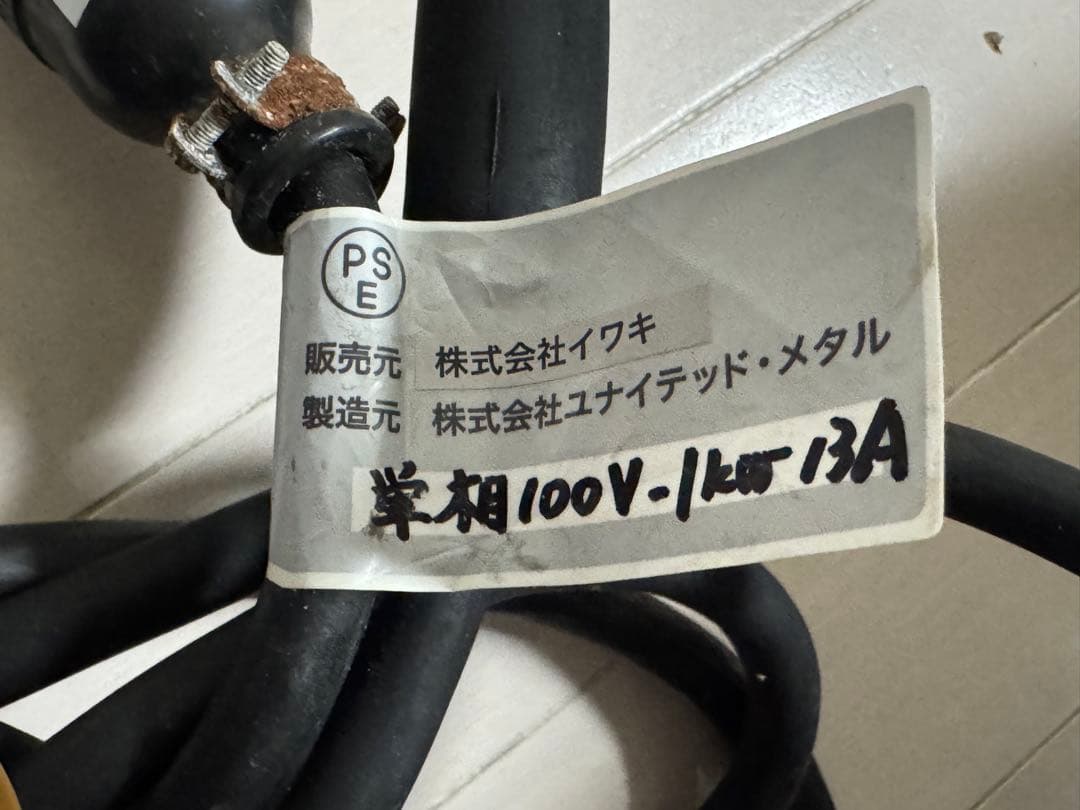 PS
E
販売元 株式会社イワキ
製造元 株式会社ユナイテッド・メタル
単相100V-1kw 13A